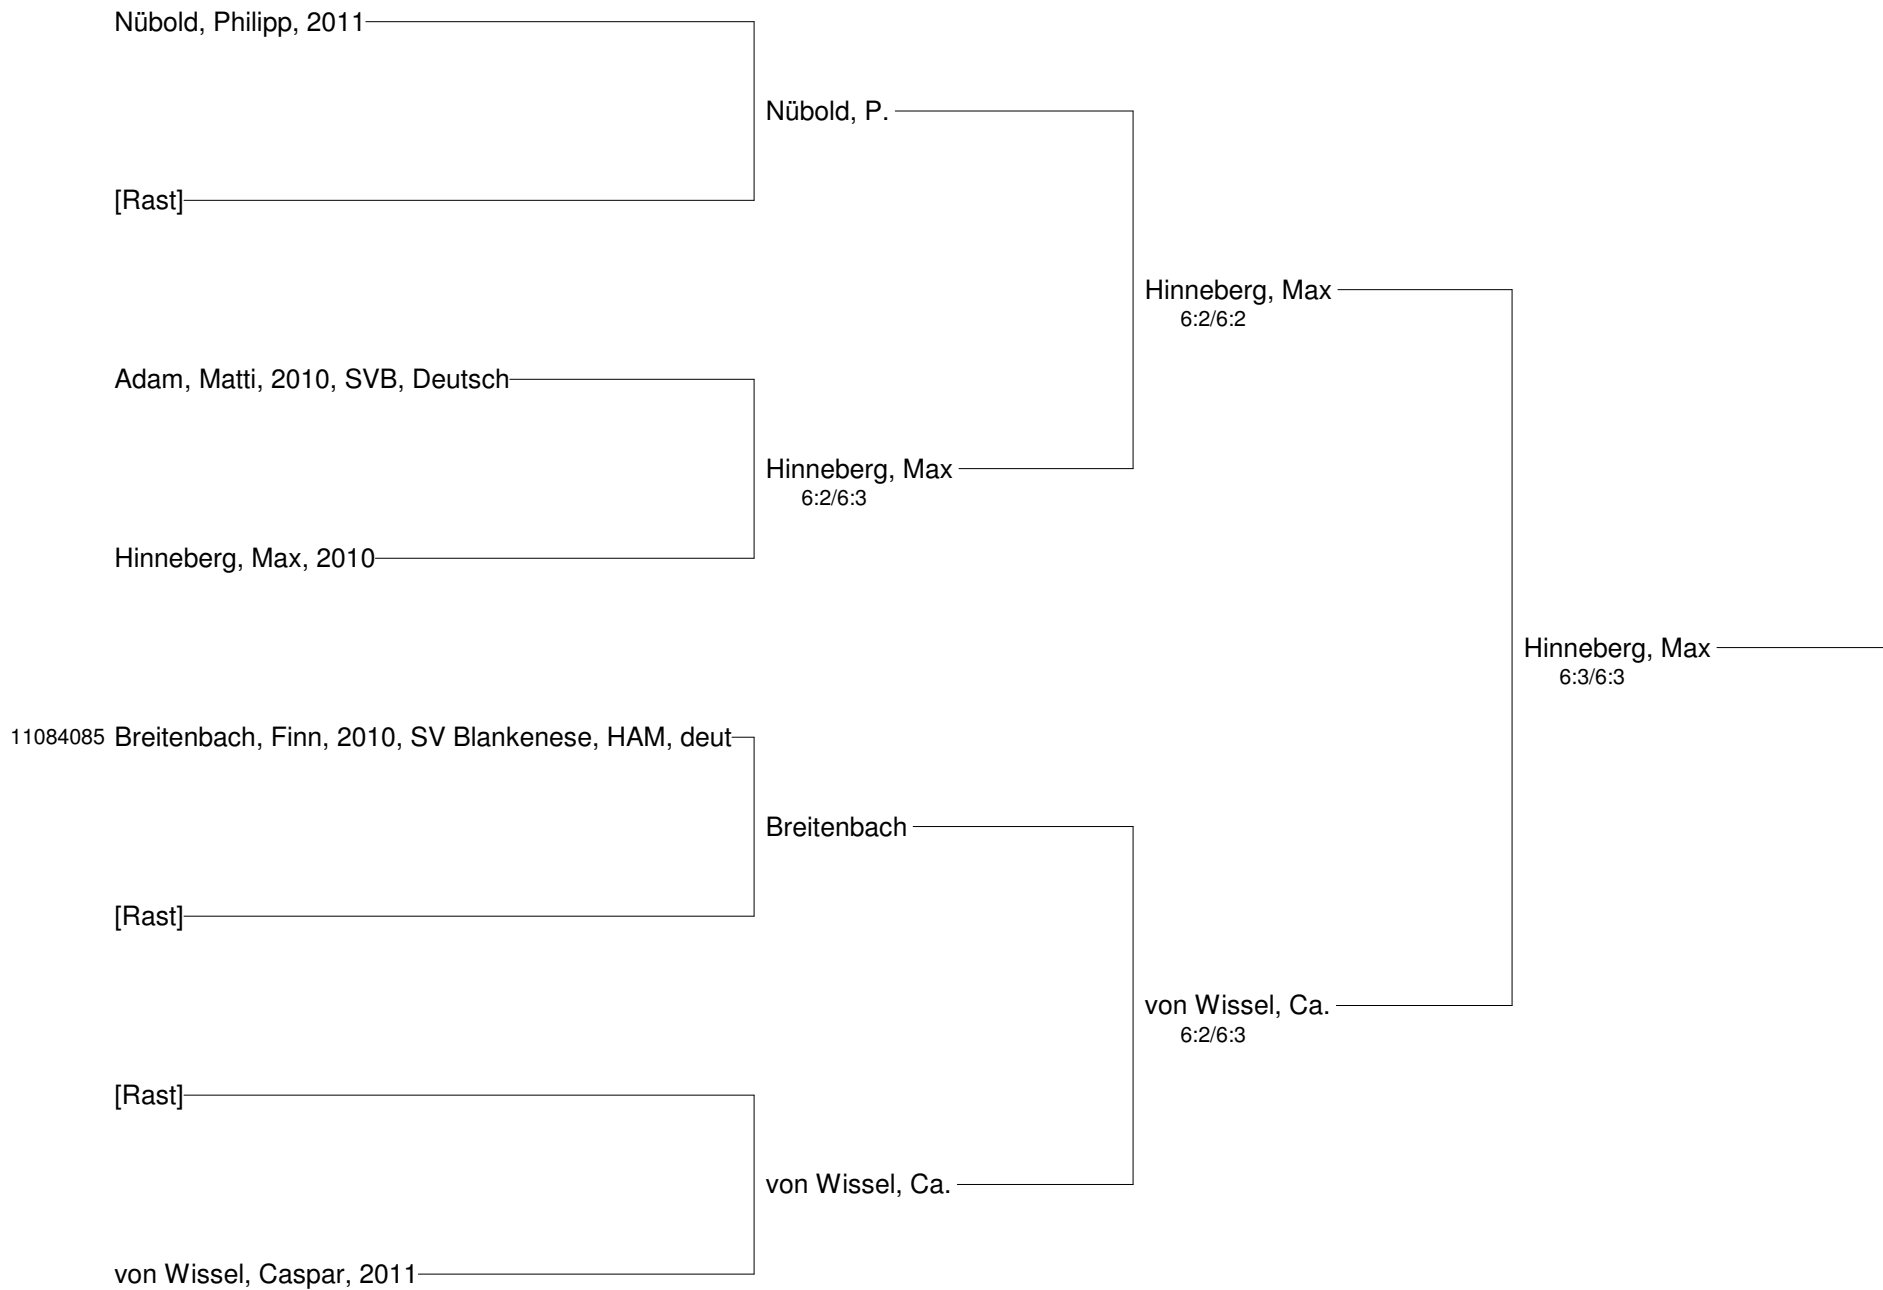 Nübold, Philipp, 2011
Nübold, P.
[Rast]
Hinneberg, Max
6:2/6:2
Adam, Matti, 2010, SVB, Deutsch
Hinneberg, Max
6:2/6:3
Hinneberg, Max, 2010
Hinneberg, Max
6:3/6:3
11084085 Breitenbach, Finn, 2010, SV Blankenese, HAM, deut
Breitenbach
[Rast]
von Wissel, Ca.
6:2/6:3
[Rast]
von Wissel, Ca.
von Wissel, Caspar, 2011